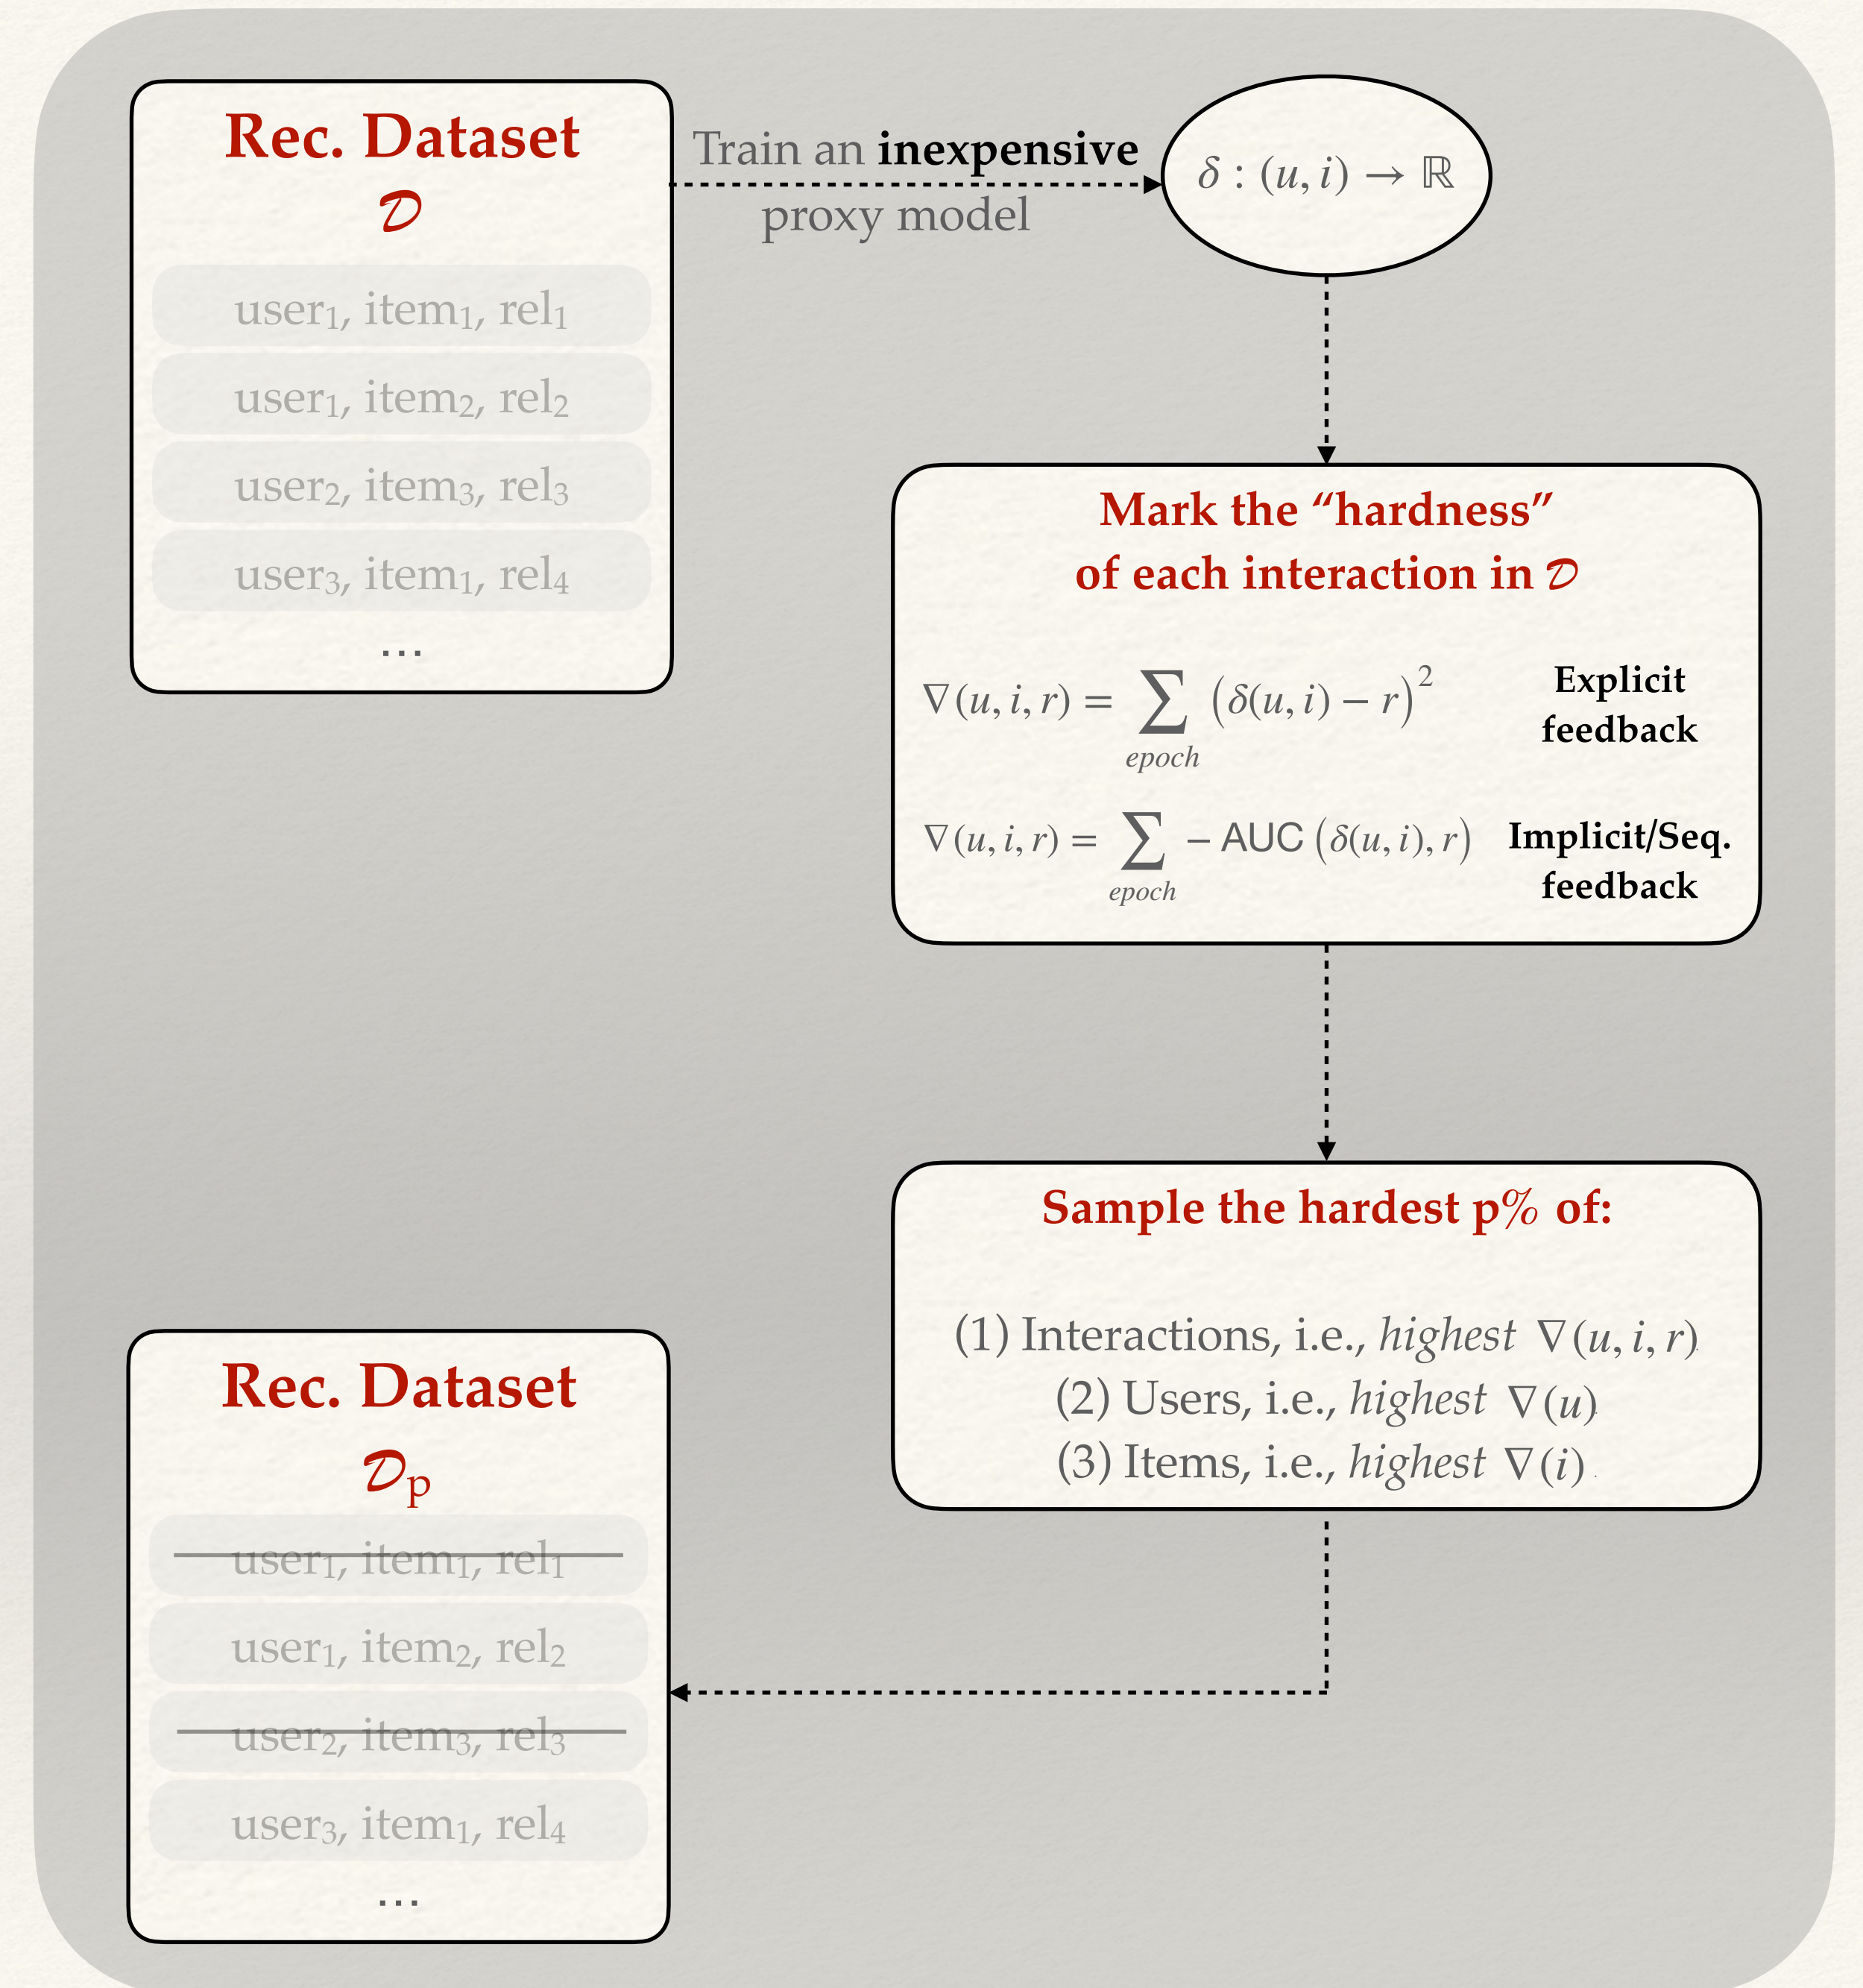 Rec. Dataset
𝒟
user₁, item₁, rel₁
user₁, item₂, rel₂
user₂, item₃, rel₃
user₃, item₁, rel₄
...
Train an inexpensive
proxy model
δ : (u, i) → ℝ
Mark the “hardness”
of each interaction in 𝒟
∇(u, i, r) = ∑ (δ(u, i) − r)²
epoch
Explicit
feedback
∇(u, i, r) = ∑ − AUC (δ(u, i), r)
epoch
Implicit/Seq.
feedback
Sample the hardest p% of:
(1) Interactions, i.e., highest ∇(u, i, r)
(2) Users, i.e., highest ∇(u)
(3) Items, i.e., highest ∇(i)
Rec. Dataset
𝒟p
user₁, item₁, rel₁
user₁, item₂, rel₂
user₂, item₃, rel₃
user₃, item₁, rel₄
...